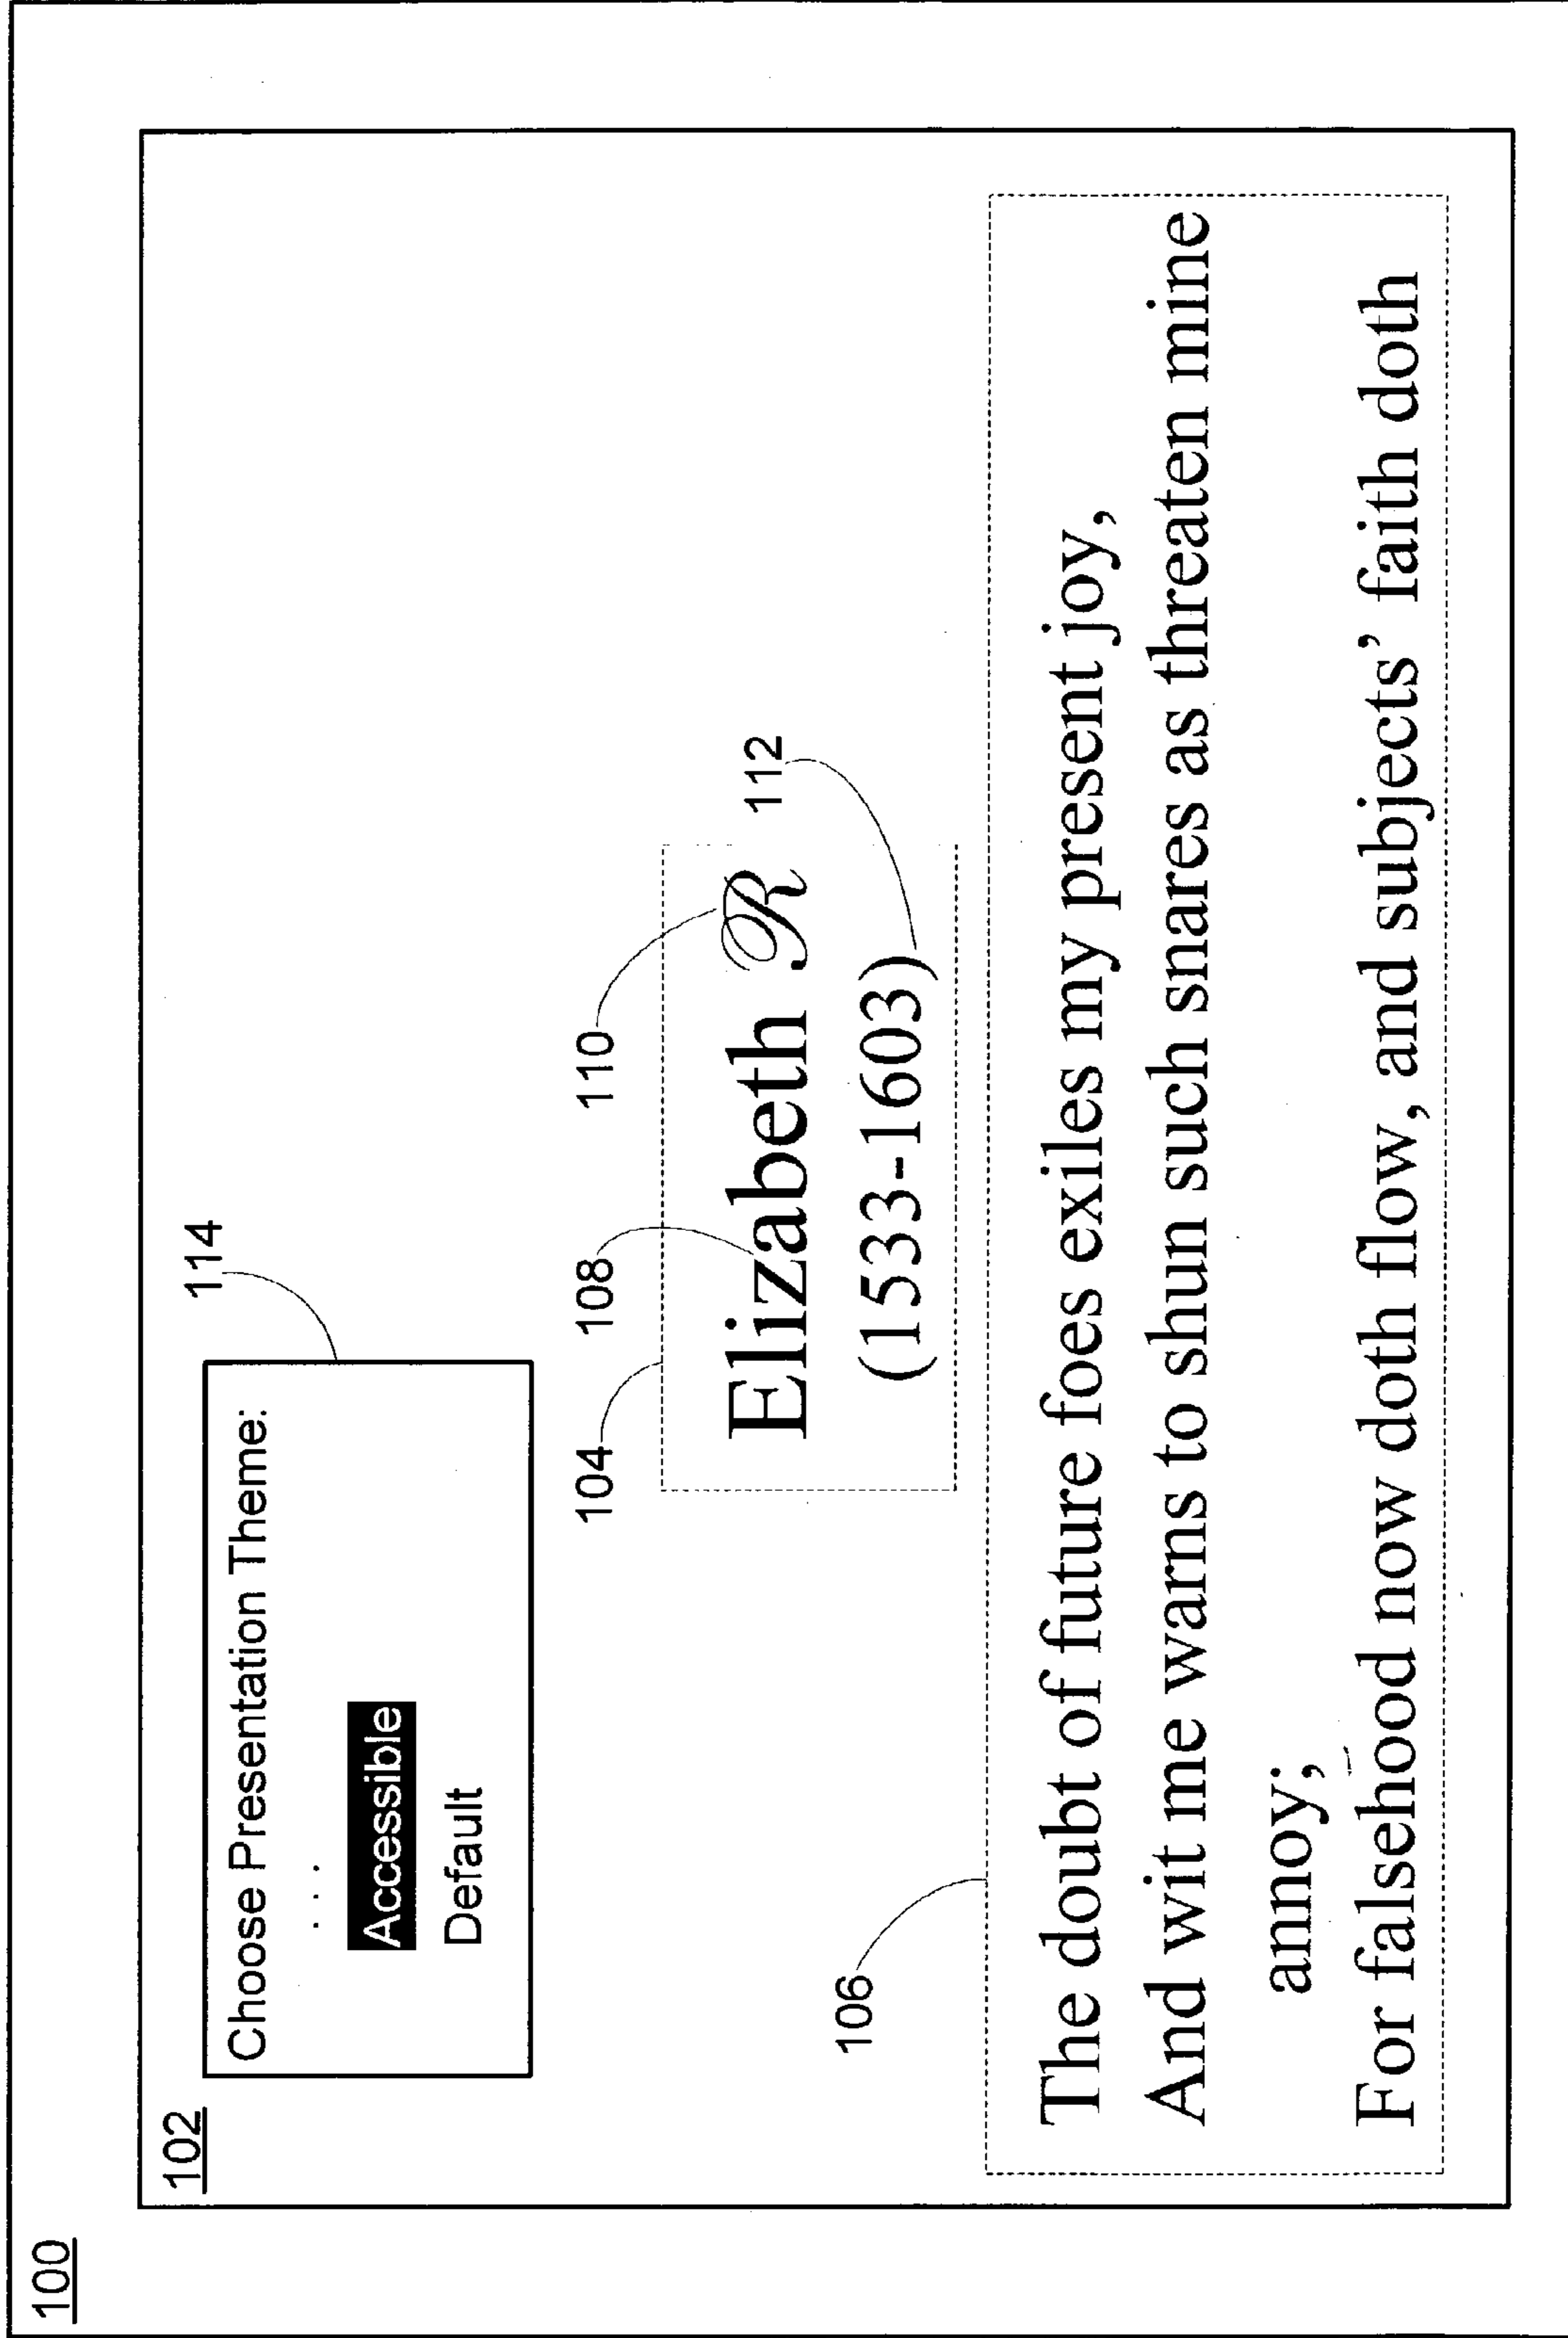 100
102
114
Choose Presentation Theme:
. . .
Accessible
Default
104
108
110
Elizabeth ℛ
112
(1533-1603)
106
The doubt of future foes exiles my present joy,
And wit me warns to shun such snares as threaten mine
annoy;
For falsehood now doth flow, and subjects’ faith doth